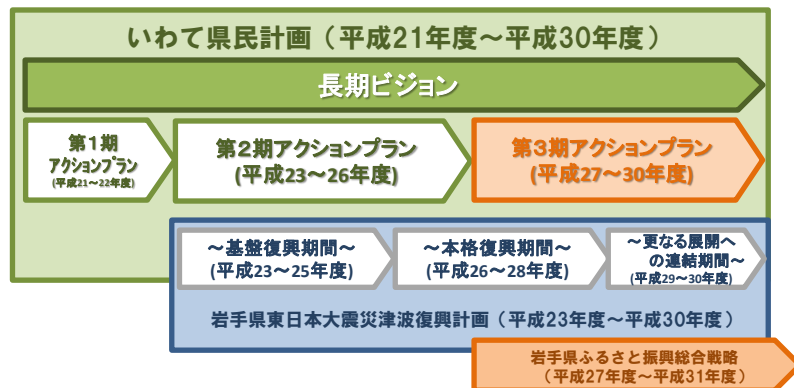 いわて県民計画（平成21年度～平成30年度）
長期ビジョン
第１期
アクションプラン
(平成21～22年度)
第２期アクションプラン
(平成23～26年度)
第３期アクションプラン
(平成27～30年度)
～基盤復興期間～
(平成23～25年度)
～本格復興期間～
(平成26～28年度)
～更なる展開へ
の連結期間～
(平成29～30年度)
岩手県東日本大震災津波復興計画（平成23年度～平成30年度）
岩手県ふるさと振興総合戦略
（平成27年度～平成31年度）